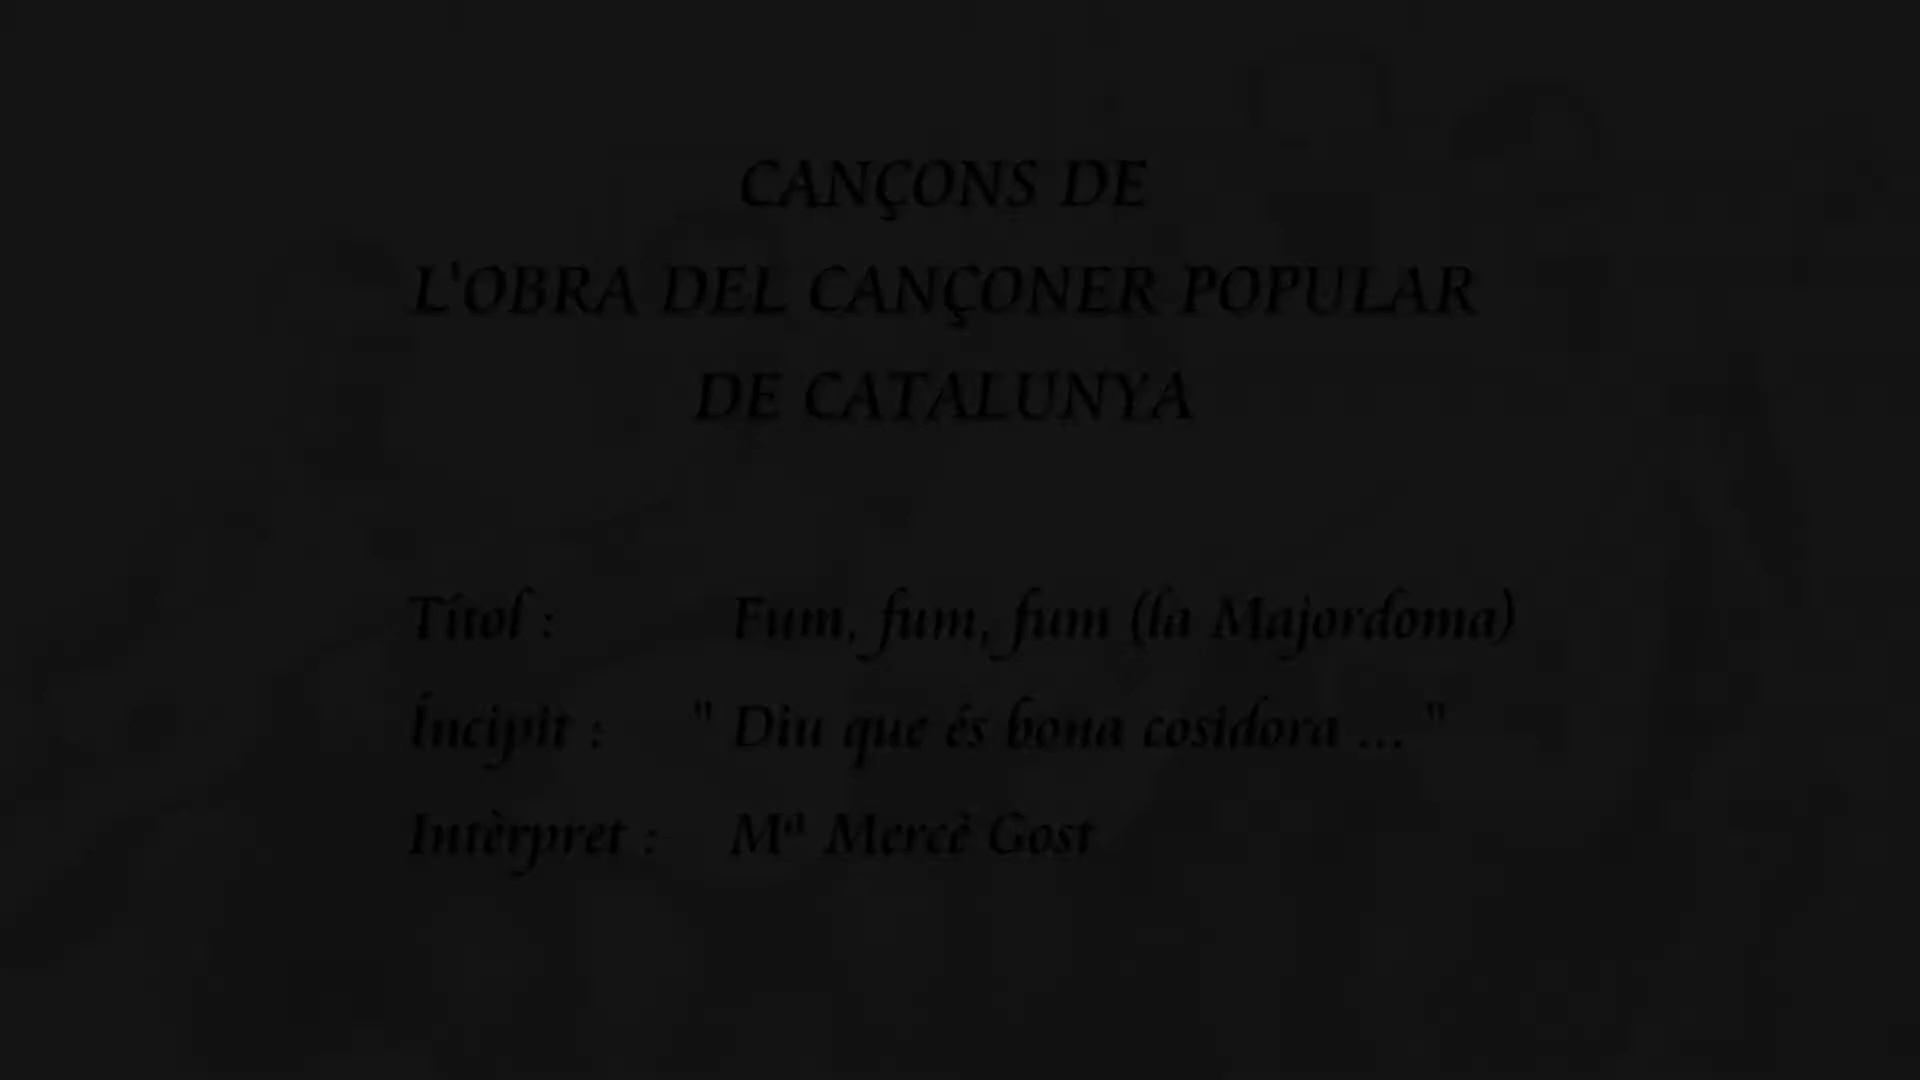 CANÇONS DE
L'OBRA DEL CANÇONER POPULAR
DE CATALUNYA
Títol : Fum, fum, fum (la Majordoma)
Íncipit : " Diu que és bona cosidora ... "
Intèrpret : Mª Mercè Gost